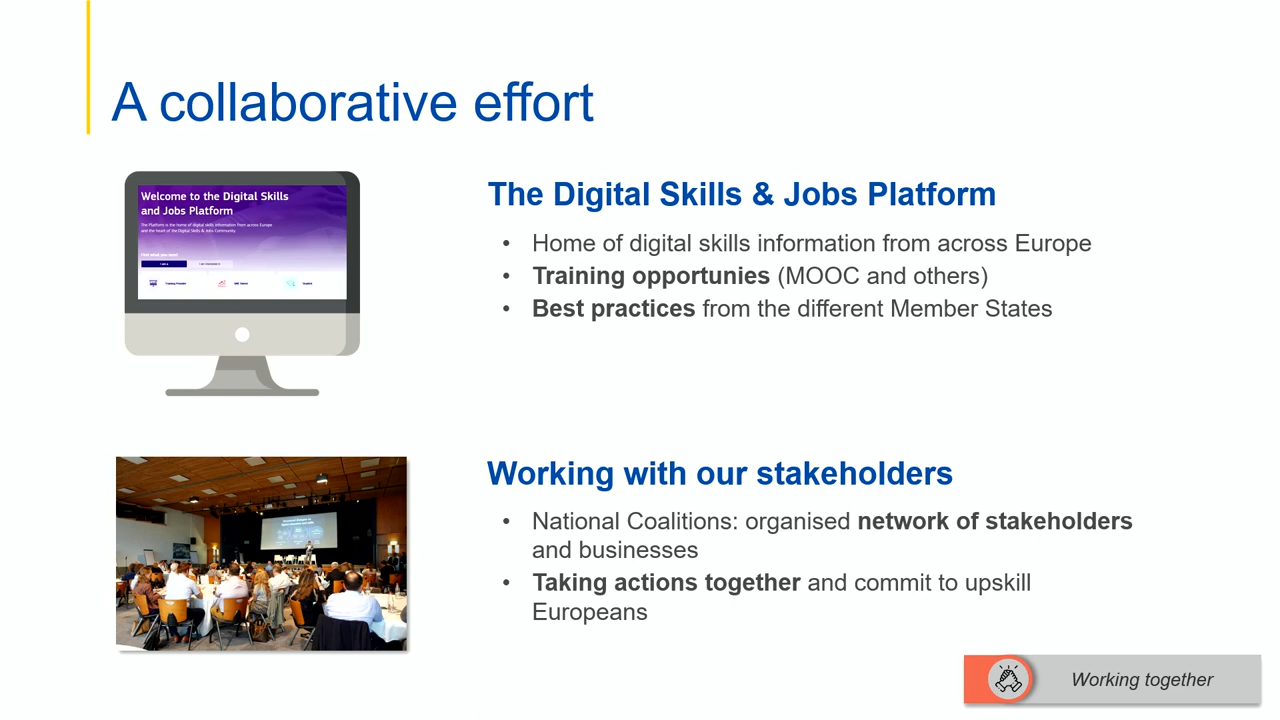 A collaborative effort
Welcome to the Digital Skills
and Jobs Platform
The Platform is the home of digital skills information from across Europe
and the heart of the Digital Skills & Jobs Community.
Find what you need
The Digital Skills & Jobs Platform
• Home of digital skills information from across Europe
• Training opportunies (MOOC and others)
• Best practices from the different Member States
Working with our stakeholders
• National Coalitions: organised network of stakeholders
and businesses
• Taking actions together and commit to upskill
Europeans
Working together